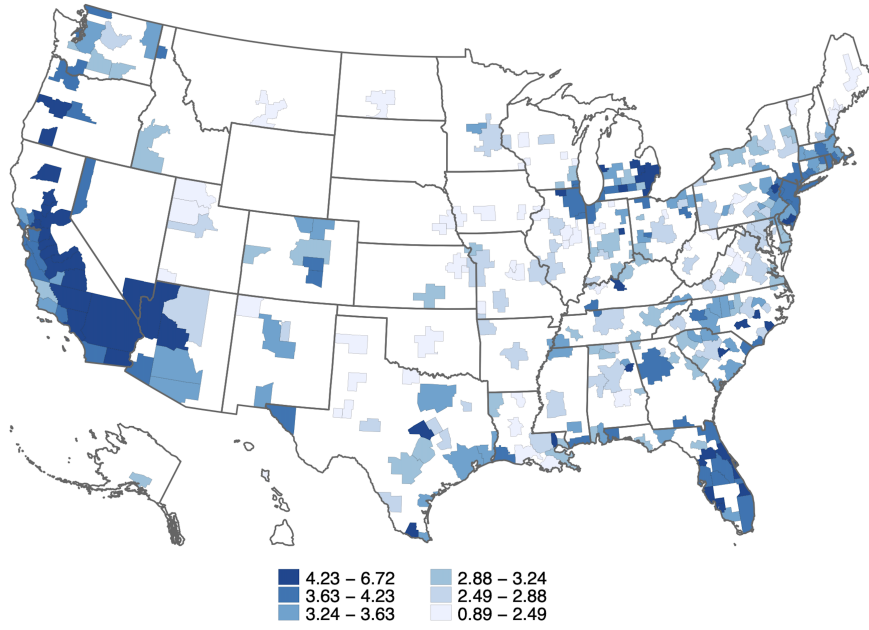 4.23 – 6.72 2.88 – 3.24
3.63 – 4.23 2.49 – 2.88
3.24 – 3.63 0.89 – 2.49